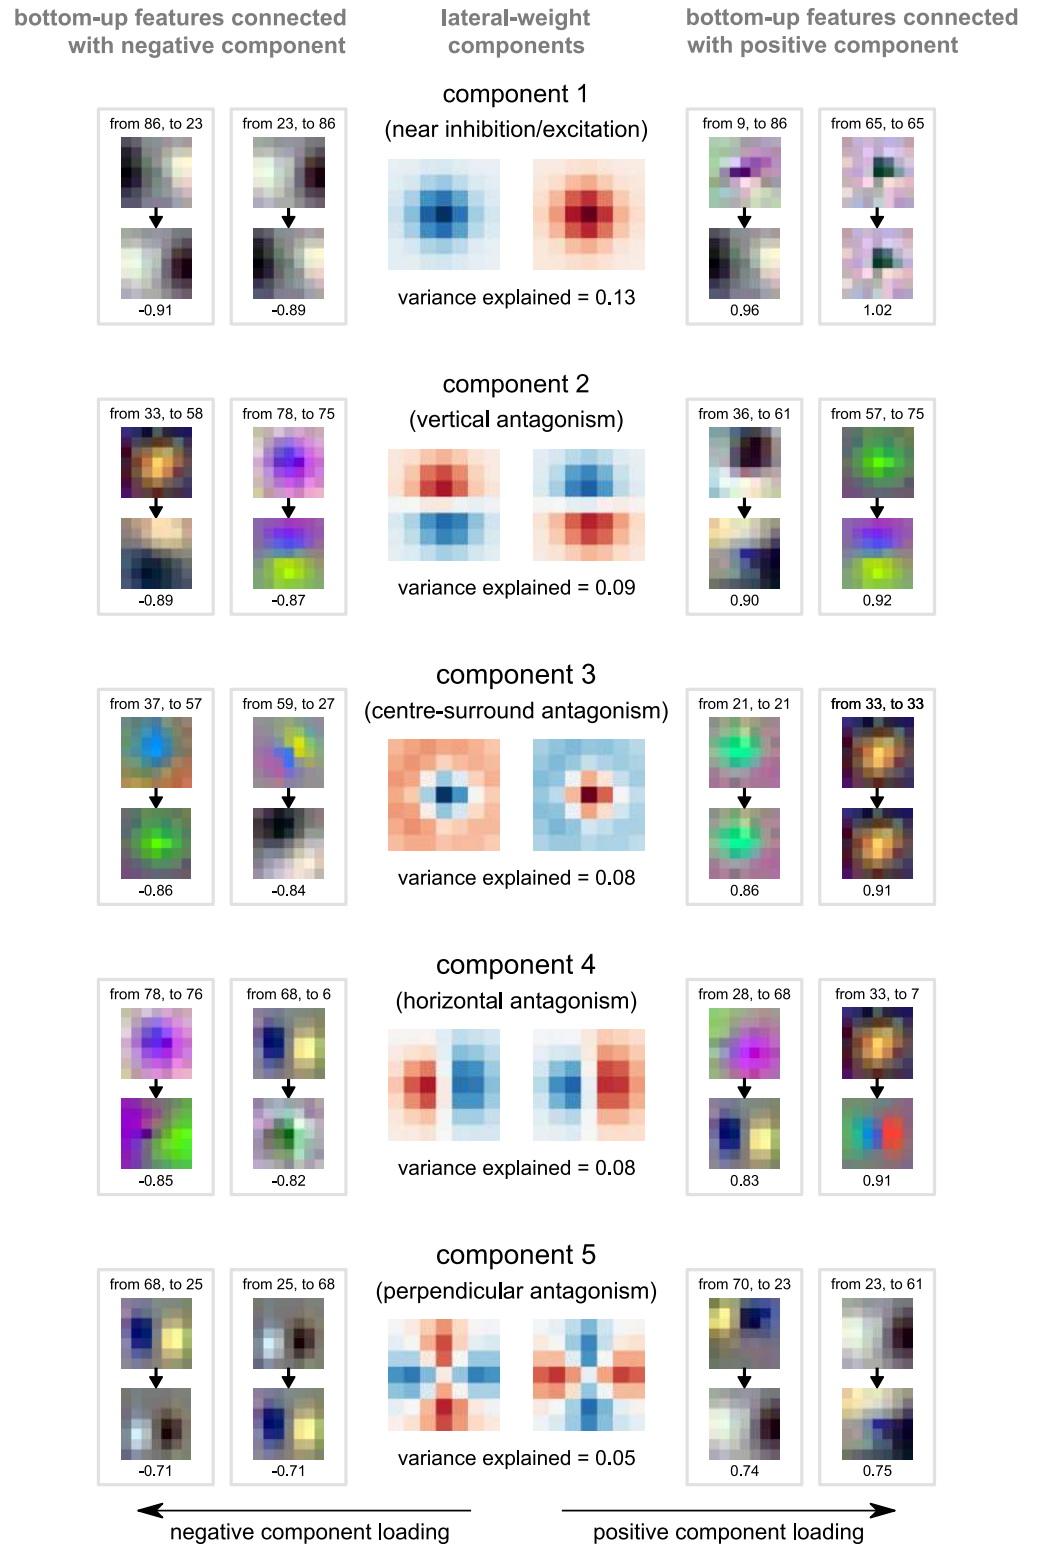 bottom-up features connected
with negative component
lateral-weight
components
bottom-up features connected
with positive component
component 1
(near inhibition/excitation)
from 86, to 23
from 23, to 86
from 9, to 86
from 65, to 65
-0.91
-0.89
variance explained = 0.13
0.96
1.02
component 2
(vertical antagonism)
from 33, to 58
from 78, to 75
from 36, to 61
from 57, to 75
-0.89
-0.87
variance explained = 0.09
0.90
0.92
component 3
(centre-surround antagonism)
from 37, to 57
from 59, to 27
from 21, to 21
from 33, to 33
-0.86
-0.84
variance explained = 0.08
0.86
0.91
component 4
(horizontal antagonism)
from 78, to 76
from 68, to 6
from 28, to 68
from 33, to 7
-0.85
-0.82
variance explained = 0.08
0.83
0.91
component 5
(perpendicular antagonism)
from 68, to 25
from 25, to 68
from 70, to 23
from 23, to 61
-0.71
-0.71
variance explained = 0.05
0.74
0.75
negative component loading
positive component loading